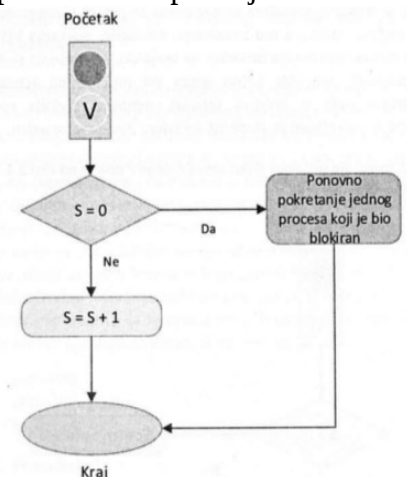 Početak
V
S = 0
Da
Ponovno
pokretanje jednog
procesa koji je bio
blokiran
Ne
S = S + 1
Kraj